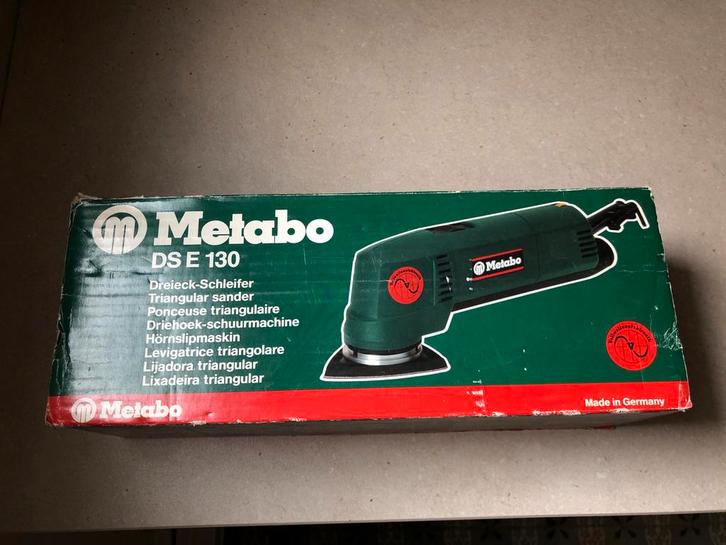 Metabo
DS E 130
Dreieck-Schleifer
Triangular sander
Ponceuse triangulaire
Driehoek-schuurmachine
Hörnslipmaskin
Levigatrice triangolare
Lijadora triangular
Lixadeira triangular
Metabo
Metabo
Made in Germany